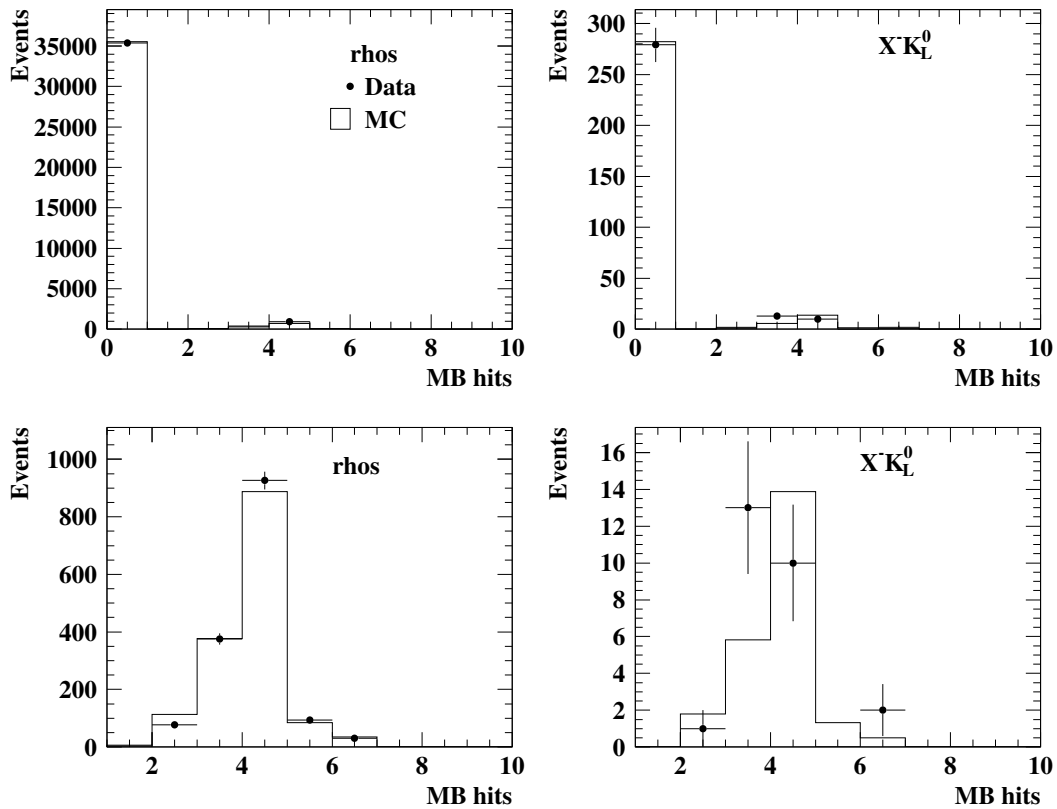 Events
35000
30000
25000
20000
15000
10000
5000
0
rhos
Data
MC
0 2 4 6 8 10
MB hits
Events
300
250
200
150
100
50
0
X⁻K⁰_L
0 2 4 6 8 10
MB hits
Events
1000
800
600
400
200
0
rhos
2 4 6 8 10
MB hits
Events
16
14
12
10
8
6
4
2
0
X⁻K⁰_L
2 4 6 8 10
MB hits